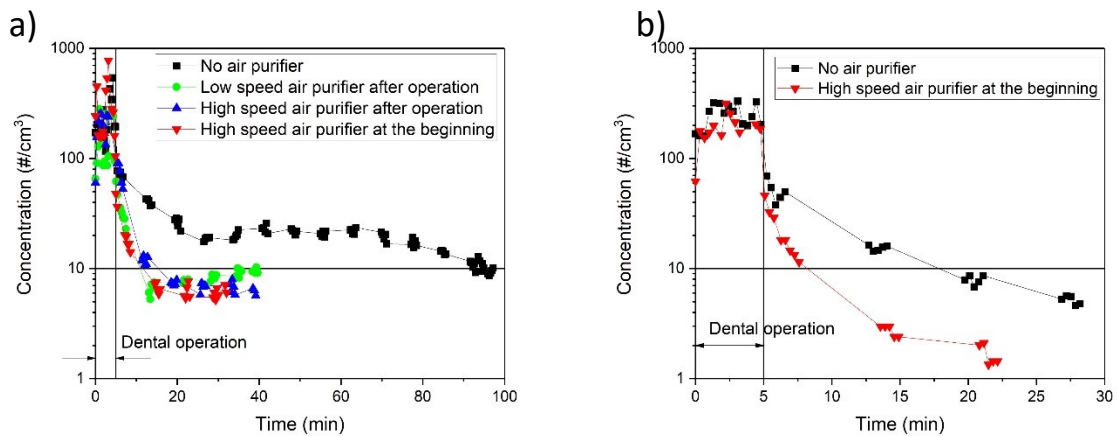 a)
1000
100
10
1
Concentration (#/cm³)
No air purifier
Low speed air purifier after operation
High speed air purifier after operation
High speed air purifier at the beginning
Dental operation
0 20 40 60 80 100
Time (min)
b)
1000
100
10
1
Concentration (#/cm³)
No air purifier
High speed air purifier at the beginning
Dental operation
0 5 10 15 20 25 30
Time (min)